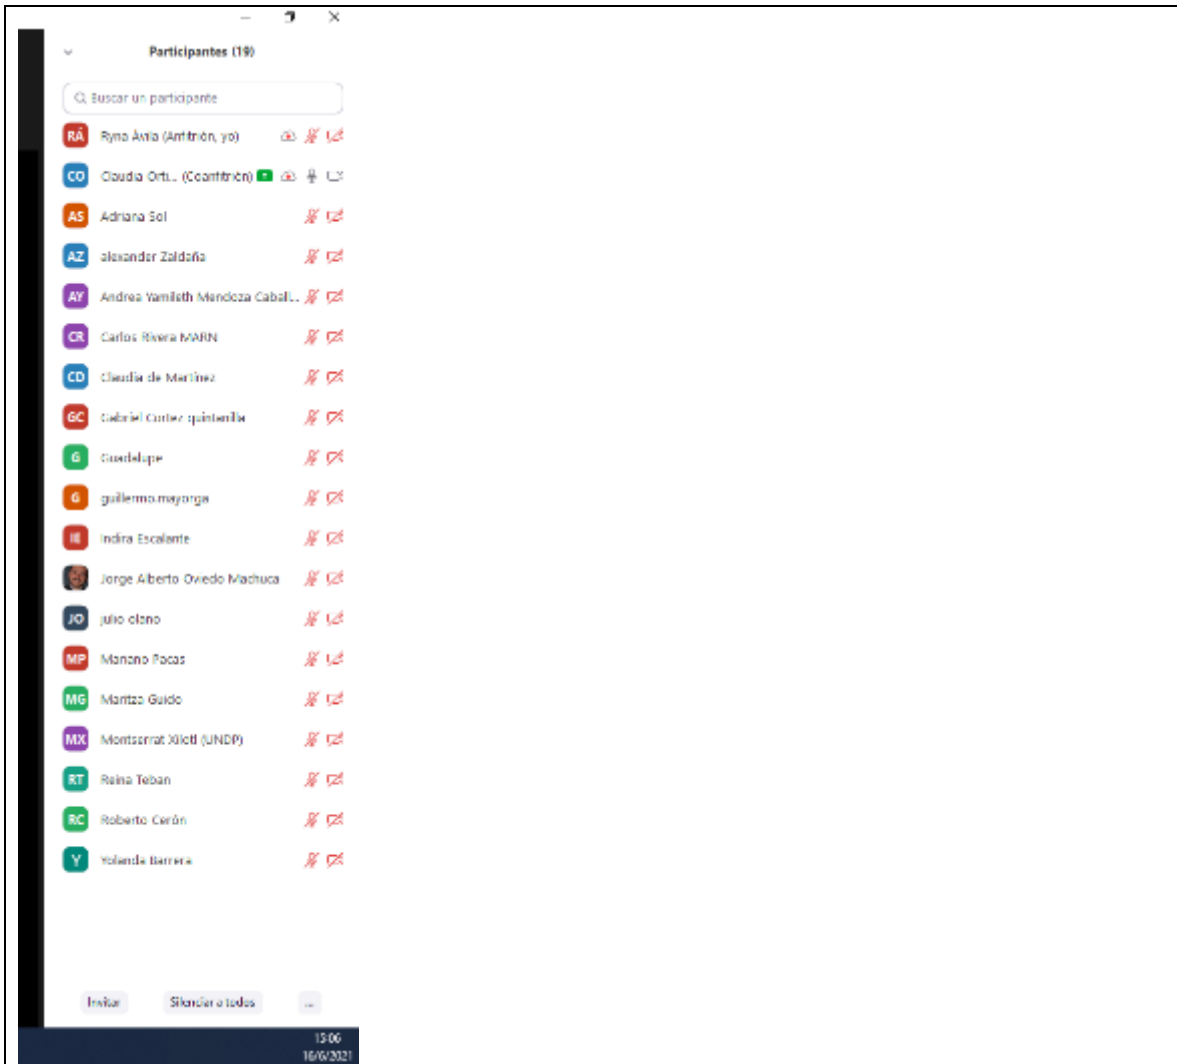 Participantes (19)
Buscar un participante
RÁ Ryna Ávila (Anfitrión, yo)
CO Claudia Orti... (Coanfitrión)
AS Adriana Sol
AZ alexander Zaldaña
AY Andrea Yamileth Mendoza Caball...
CR Carlos Rivera MARN
CD Claudia de Martínez
GC Gabriel Cortez quintanilla
G Guadalupe
G guillermo.mayorga
IE Indira Escalante
Jorge Alberto Oviedo Machuca
JO julio olano
MP Mariano Pacas
MG Maritza Guido
MX Montserrat Xilotl (UNDP)
RT Reina Teban
RC Roberto Cerón
Y Yolanda Barrera
Invitar Silenciar a todos ...
15:06
16/6/2021